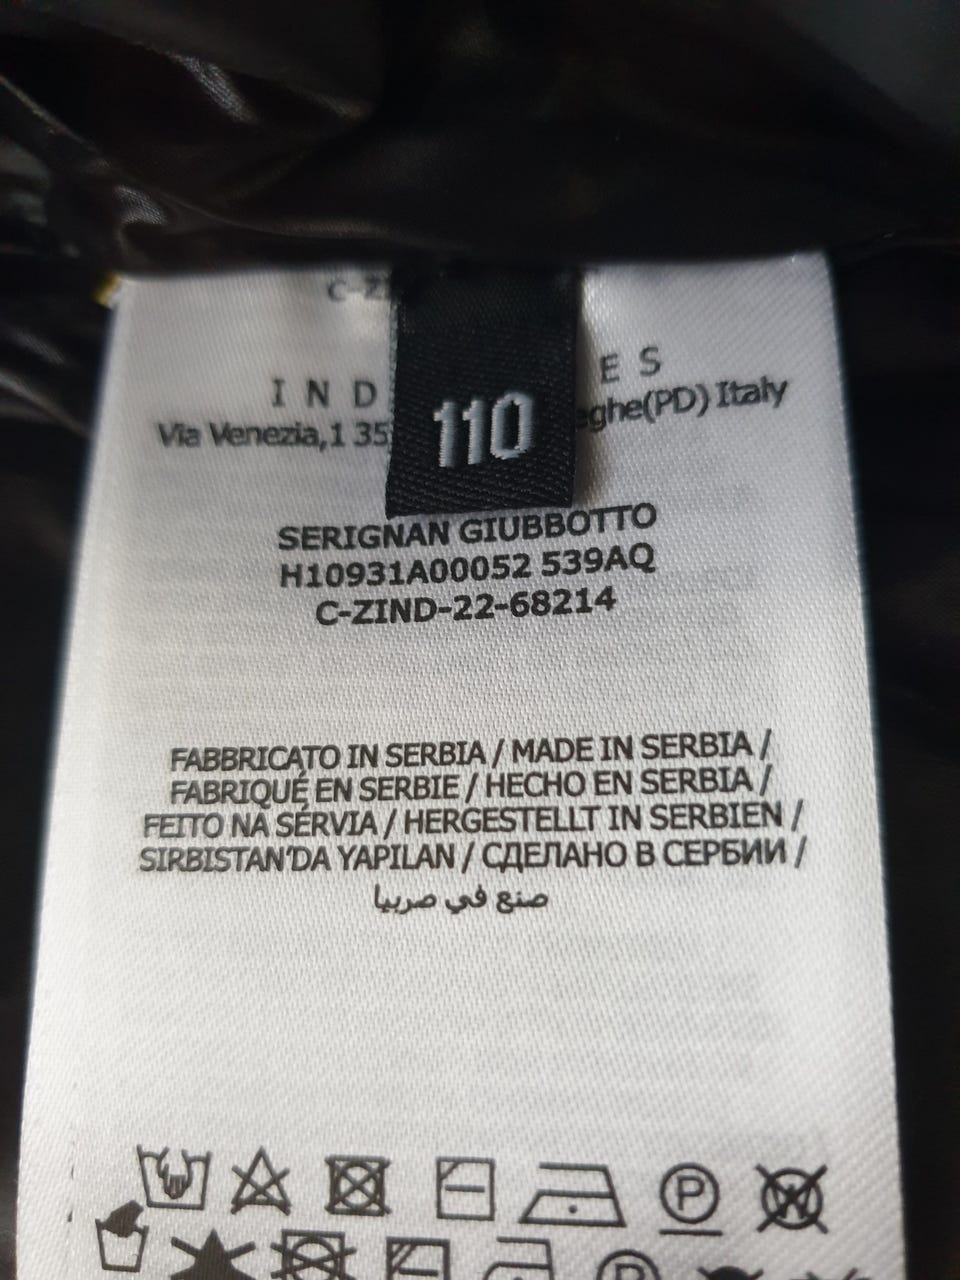 C-Z
IND ES
Via Venezia,1 35 eghe(PD) Italy
110
SERIGNAN GIUBBOTTO
H10931A00052 539AQ
C-ZIND-22-68214
FABBRICATO IN SERBIA / MADE IN SERBIA /
FABRIQUÉ EN SERBIE / HECHO EN SERBIA /
FEITO NA SÉRVIA / HERGESTELLT IN SERBIEN /
SIRBISTAN'DA YAPILAN / СДЕЛАНО В СЕРБИИ /
صنع في صربيا
P W